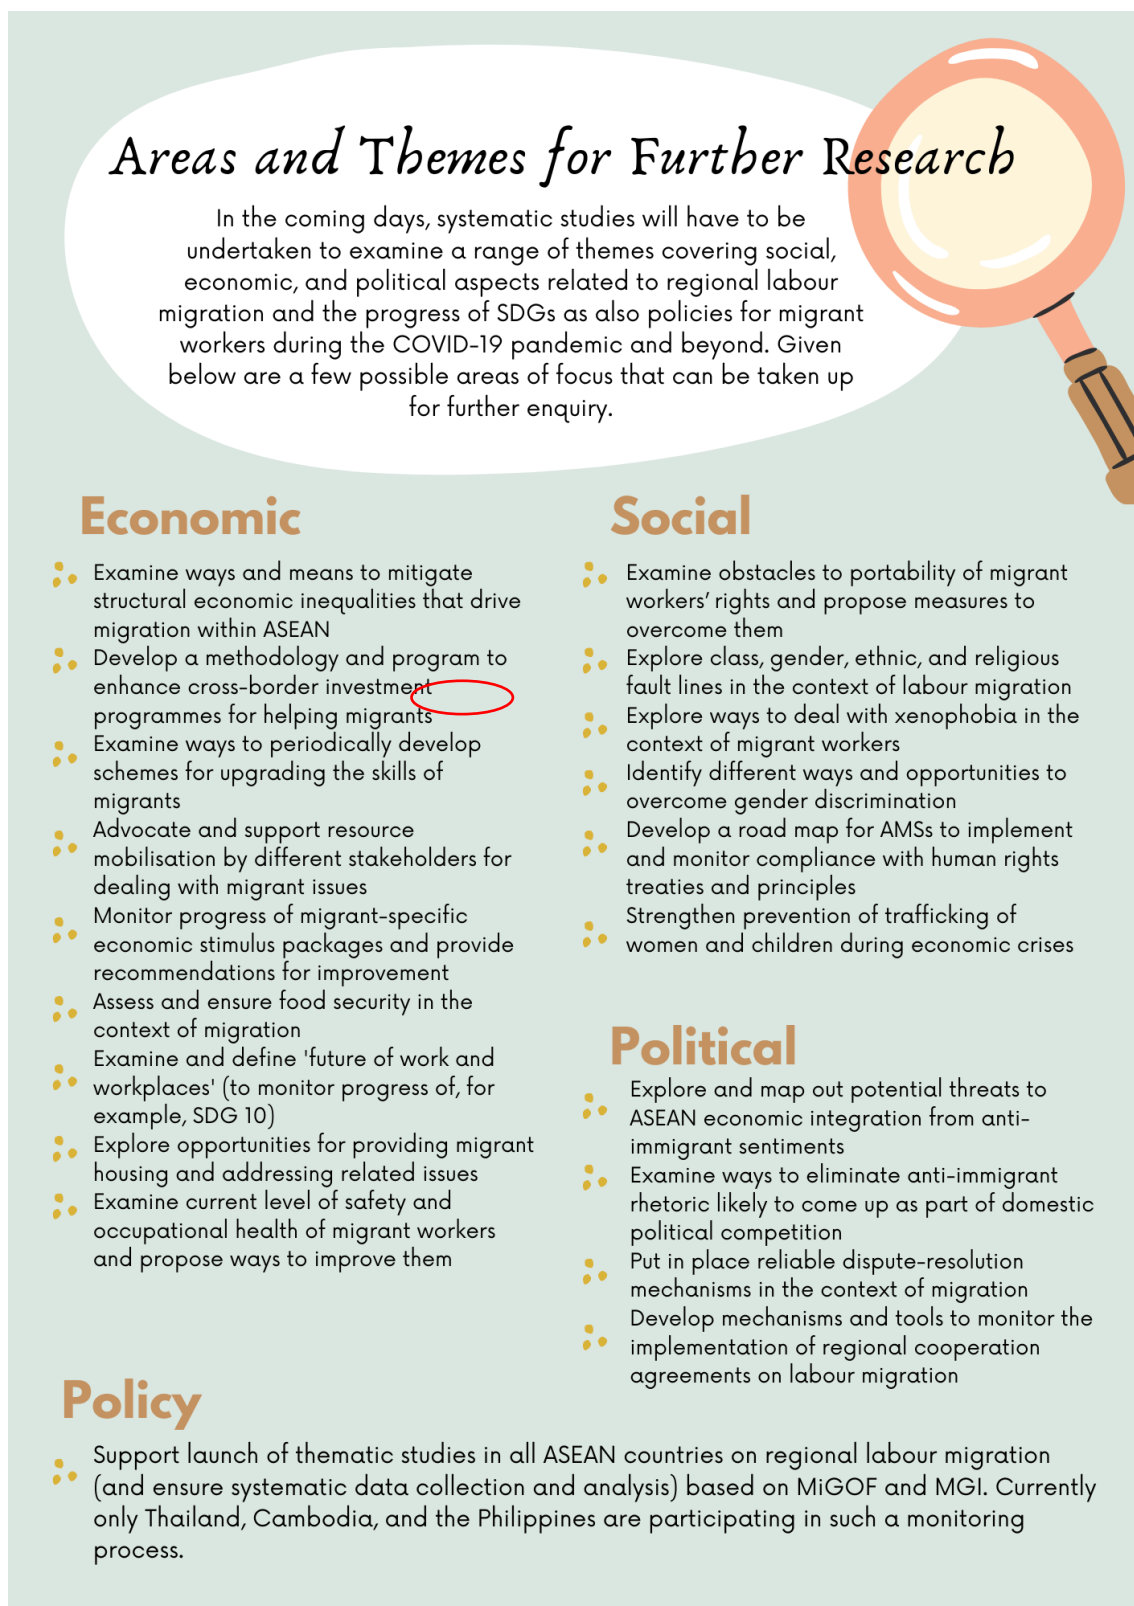 Areas and Themes for Further Research
In the coming days, systematic studies will have to be
undertaken to examine a range of themes covering social,
economic, and political aspects related to regional labour
migration and the progress of SDGs as also policies for migrant
workers during the COVID-19 pandemic and beyond. Given
below are a few possible areas of focus that can be taken up
for further enquiry.
Economic
Examine ways and means to mitigate
structural economic inequalities that drive
migration within ASEAN
Develop a methodology and program to
enhance cross-border investment
programmes for helping migrants
Examine ways to periodically develop
schemes for upgrading the skills of
migrants
Advocate and support resource
mobilisation by different stakeholders for
dealing with migrant issues
Monitor progress of migrant-specific
economic stimulus packages and provide
recommendations for improvement
Assess and ensure food security in the
context of migration
Examine and define 'future of work and
workplaces' (to monitor progress of, for
example, SDG 10)
Explore opportunities for providing migrant
housing and addressing related issues
Examine current level of safety and
occupational health of migrant workers
and propose ways to improve them
Social
Examine obstacles to portability of migrant
workers’ rights and propose measures to
overcome them
Explore class, gender, ethnic, and religious
fault lines in the context of labour migration
Explore ways to deal with xenophobia in the
context of migrant workers
Identify different ways and opportunities to
overcome gender discrimination
Develop a road map for AMSs to implement
and monitor compliance with human rights
treaties and principles
Strengthen prevention of trafficking of
women and children during economic crises
Political
Explore and map out potential threats to
ASEAN economic integration from anti-
immigrant sentiments
Examine ways to eliminate anti-immigrant
rhetoric likely to come up as part of domestic
political competition
Put in place reliable dispute-resolution
mechanisms in the context of migration
Develop mechanisms and tools to monitor the
implementation of regional cooperation
agreements on labour migration
Policy
Support launch of thematic studies in all ASEAN countries on regional labour migration
(and ensure systematic data collection and analysis) based on MiGOF and MGI. Currently
only Thailand, Cambodia, and the Philippines are participating in such a monitoring
process.